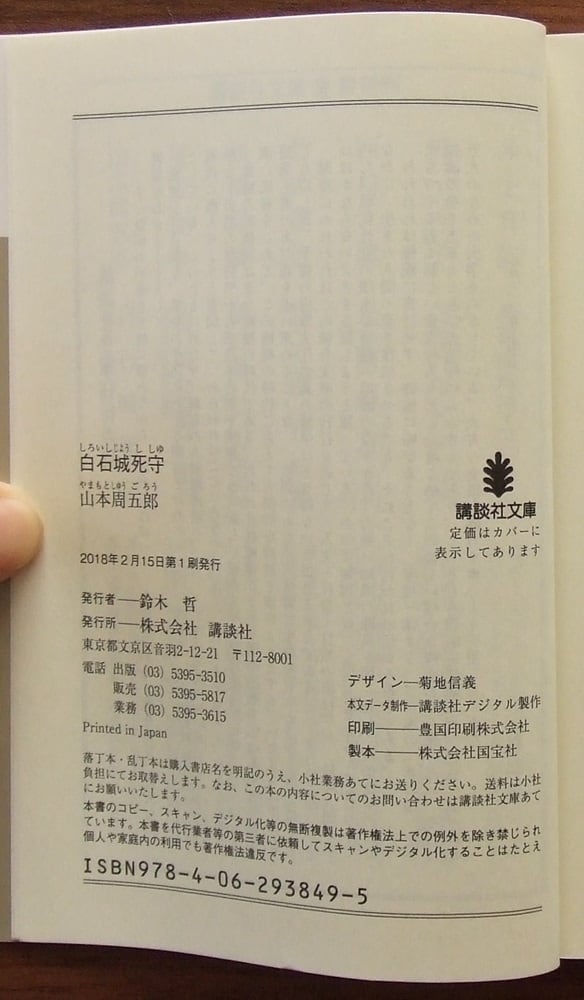 しろいしじょうししゅ
白石城死守
やまもとしゅうごろう
山本周五郎
講談社文庫
定価はカバーに
表示してあります
2018年2月15日第1刷発行
発行者——鈴木 哲
発行所——株式会社 講談社
東京都文京区音羽2-12-21 〒112-8001
電話 出版 (03) 5395-3510
販売 (03) 5395-5817
業務 (03) 5395-3615
Printed in Japan
デザイン—菊地信義
本文データ制作—講談社デジタル製作
印刷———豊国印刷株式会社
製本———株式会社国宝社
落丁本・乱丁本は購入書店名を明記のうえ、小社業務あてにお送りください。送料は小社
負担にてお取替えします。なお、この本の内容についてのお問い合わせは講談社文庫あて
にお願いいたします。
本書のコピー、スキャン、デジタル化等の無断複製は著作権法上での例外を除き禁じられ
ています。本書を代行業者等の第三者に依頼してスキャンやデジタル化することはたとえ
個人や家庭内の利用でも著作権法違反です。
ISBN978-4-06-293849-5